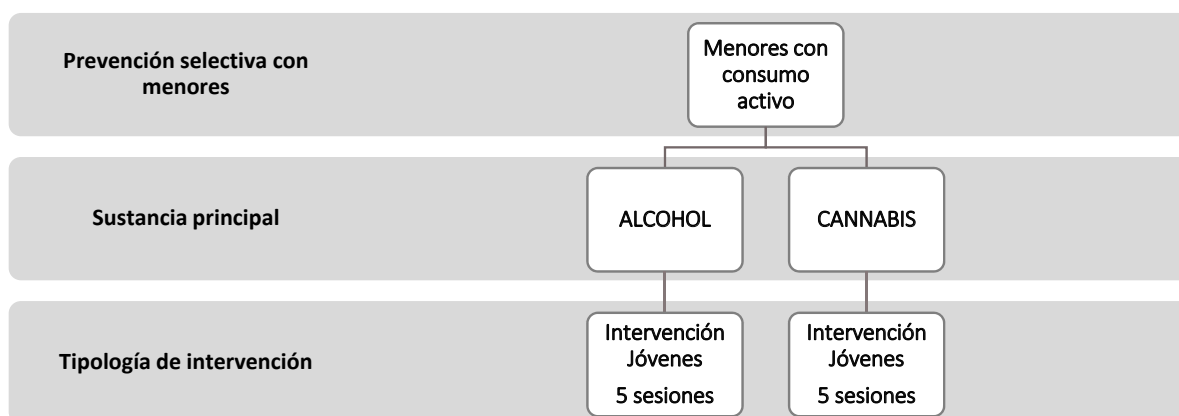 Prevención selectiva con
menores
Menores con
consumo
activo
Sustancia principal
ALCOHOL
CANNABIS
Tipología de intervención
Intervención
Jóvenes
5 sesiones
Intervención
Jóvenes
5 sesiones